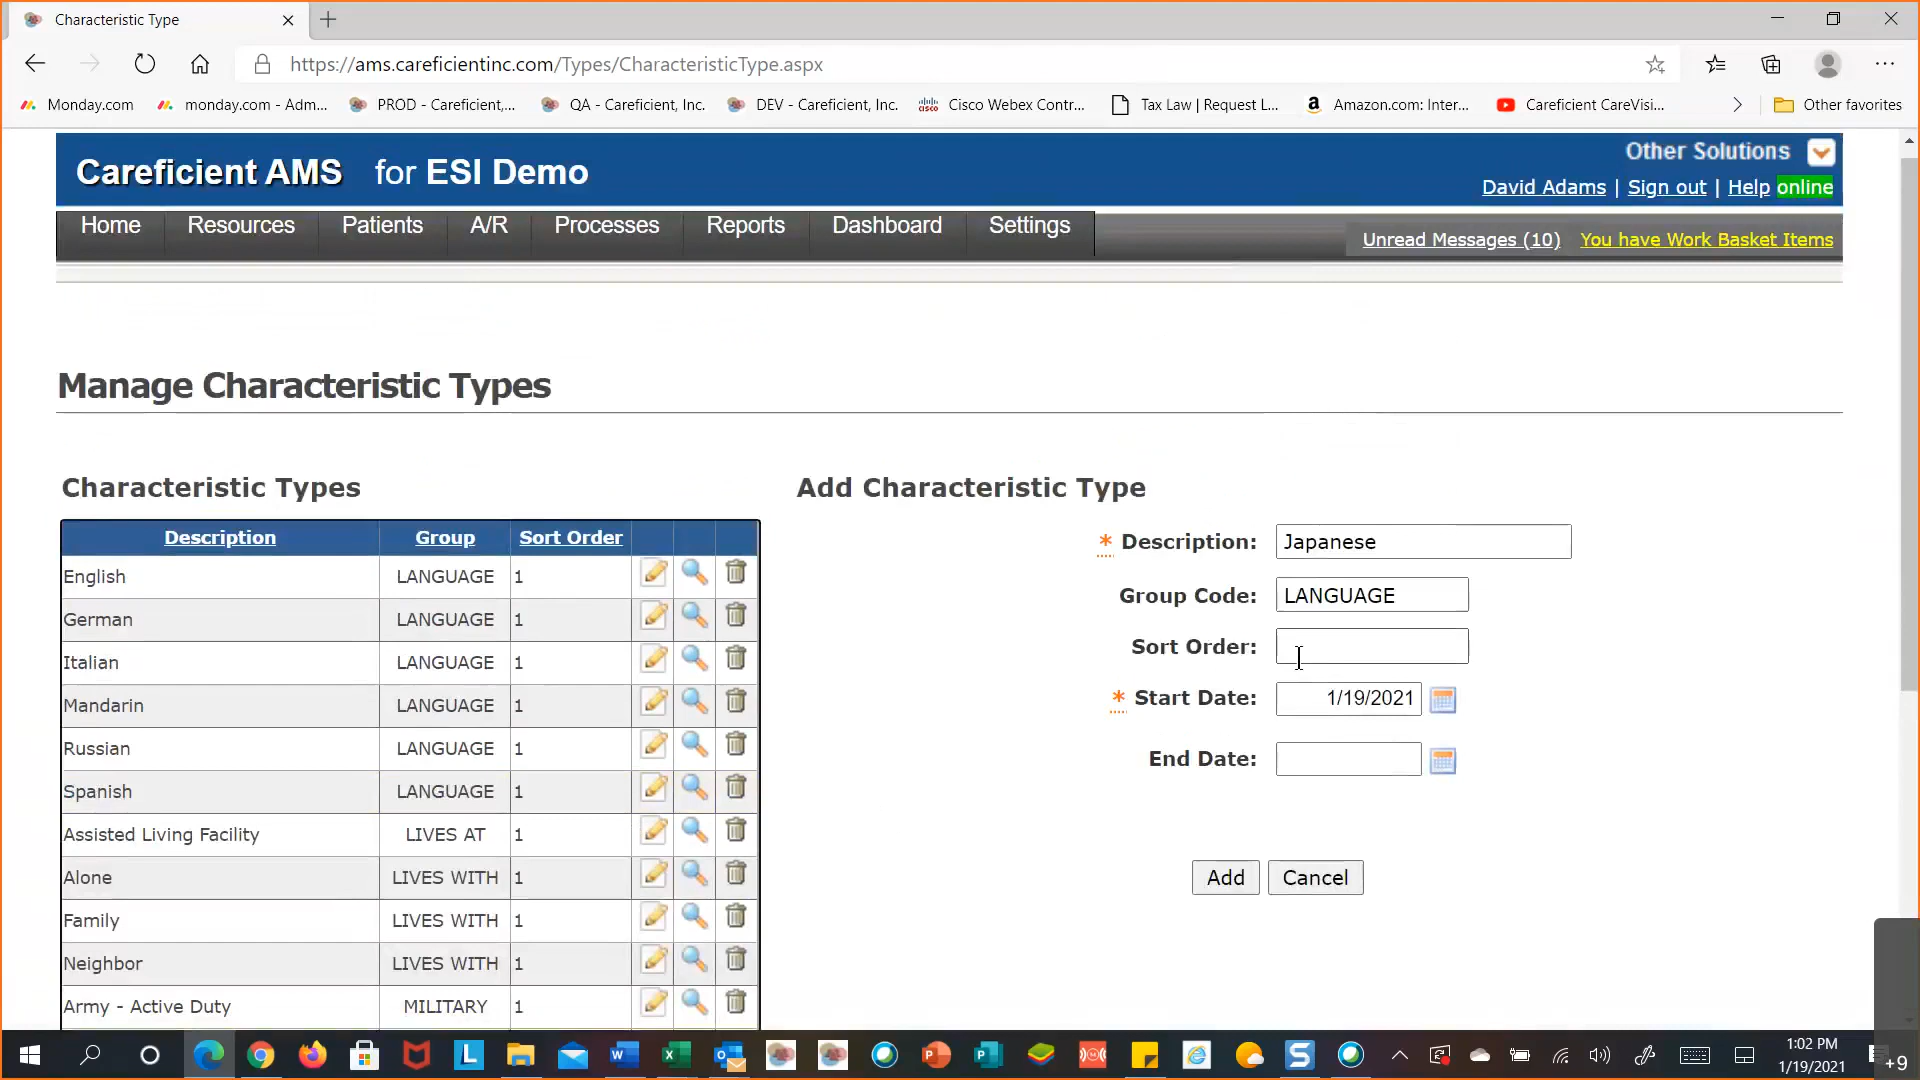 Characteristic Type
https://ams.careficientinc.com/Types/CharacteristicType.aspx
Monday.com
monday.com - Adm...
PROD - Careficient,...
QA - Careficient, Inc.
DEV - Careficient, Inc.
Cisco Webex Contr...
Tax Law | Request L...
Amazon.com: Inter...
Careficient CareVisi...
Other favorites
Careficient AMS for ESI Demo
Other Solutions
David Adams | Sign out | Help online
Home Resources Patients A/R Processes Reports Dashboard Settings
Unread Messages (10) You have Work Basket Items
Manage Characteristic Types
Characteristic Types
Description Group Sort Order
English LANGUAGE 1
German LANGUAGE 1
Italian LANGUAGE 1
Mandarin LANGUAGE 1
Russian LANGUAGE 1
Spanish LANGUAGE 1
Assisted Living Facility LIVES AT 1
Alone LIVES WITH 1
Family LIVES WITH 1
Neighbor LIVES WITH 1
Army - Active Duty MILITARY 1
Add Characteristic Type
* Description: Japanese
Group Code: LANGUAGE
Sort Order:
* Start Date: 1/19/2021
End Date:
Add Cancel
1:02 PM
1/19/2021
+9